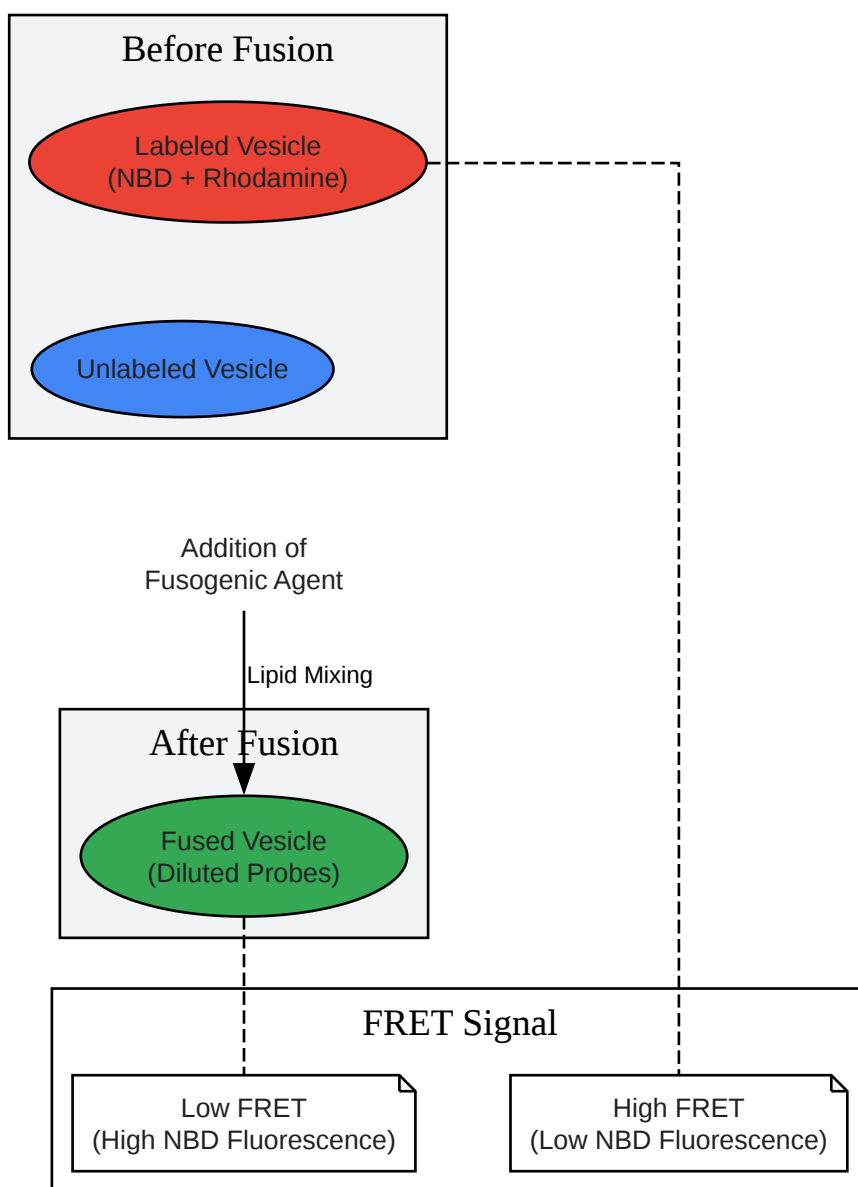 Before Fusion
Labeled Vesicle
(NBD + Rhodamine)
Unlabeled Vesicle
Addition of
Fusogenic Agent
Lipid Mixing
After Fusion
Fused Vesicle
(Diluted Probes)
FRET Signal
Low FRET
(High NBD Fluorescence)
High FRET
(Low NBD Fluorescence)